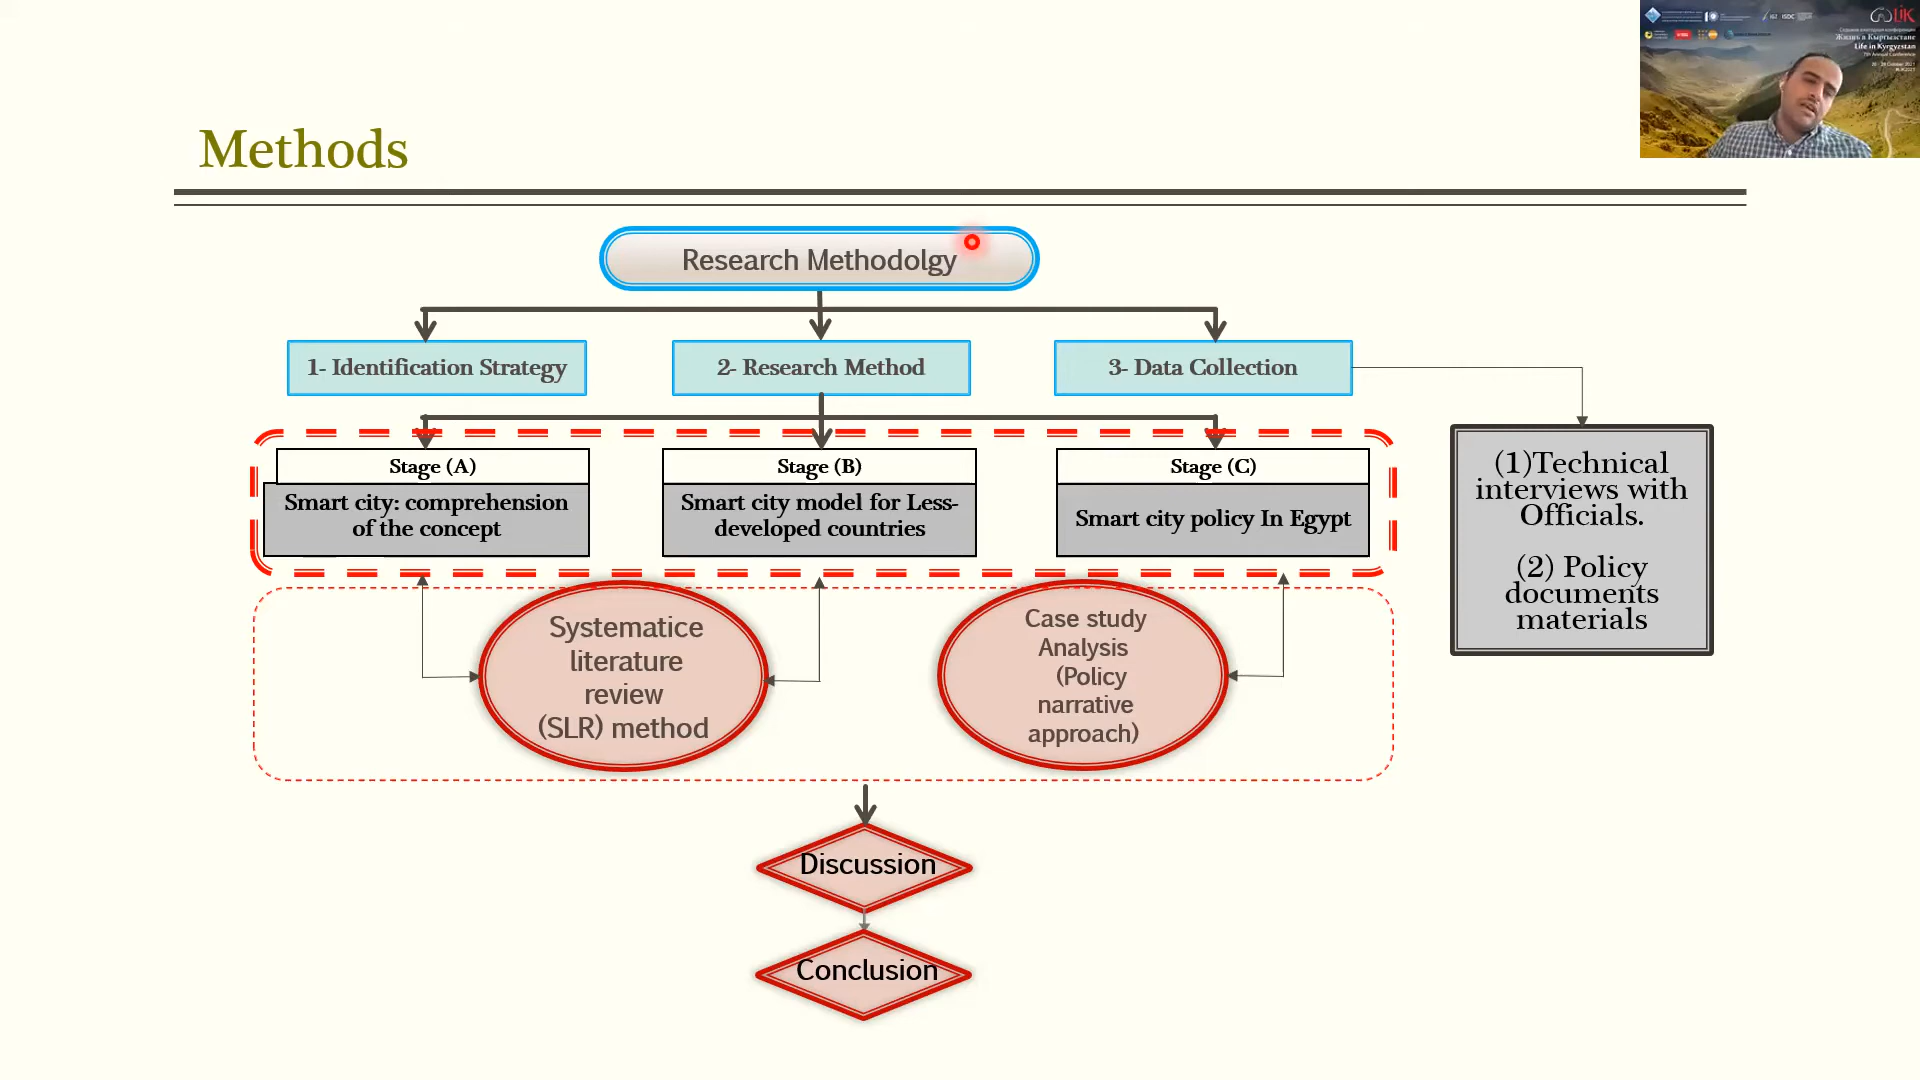 Methods
Research Methodolgy
1- Identification Strategy
2- Research Method
3- Data Collection
Stage (A)
Smart city: comprehension
of the concept
Stage (B)
Smart city model for Less-
developed countries
Stage (C)
Smart city policy In Egypt
(1)Technical
interviews with
Officials.
(2) Policy
documents
materials
Systematice
literature
review
(SLR) method
Case study
Analysis
(Policy
narrative
approach)
Discussion
Conclusion
LiK
Жизнь в Кыргызстане
Life in Kyrgyzstan